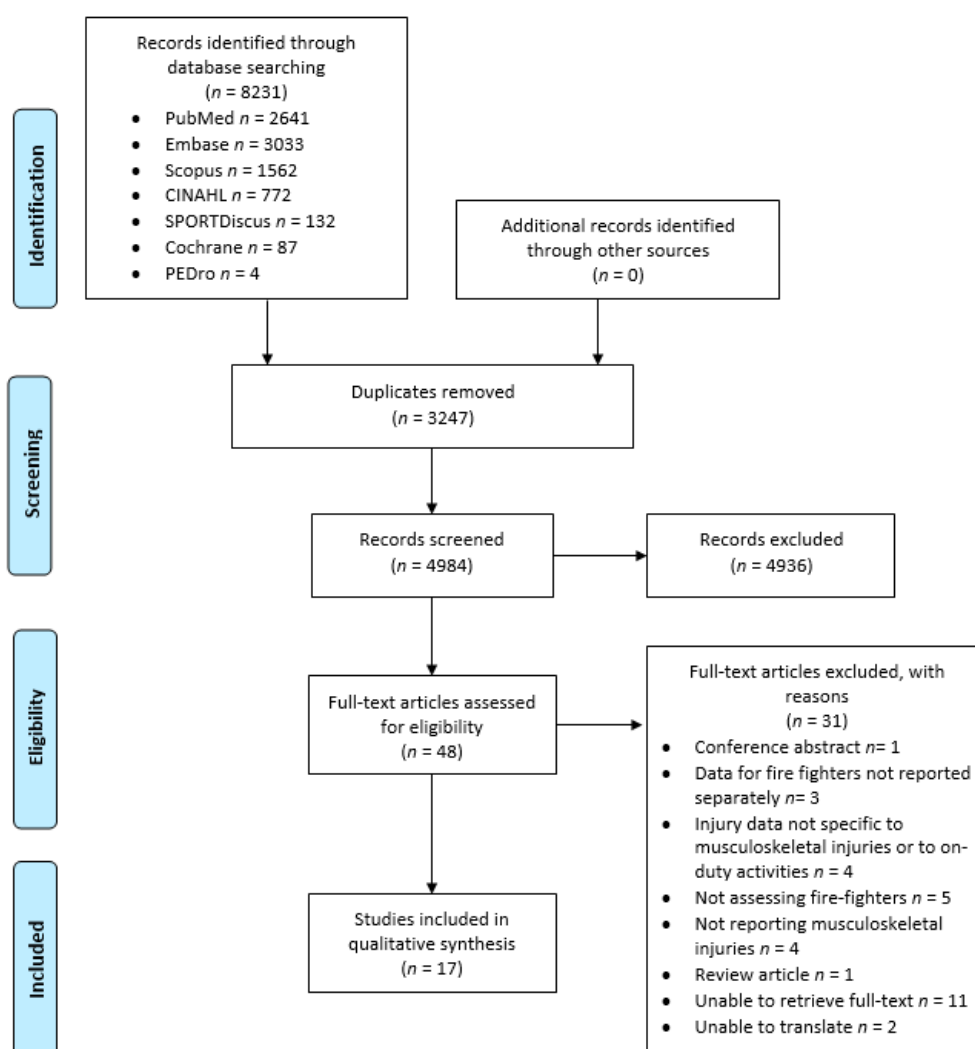 Identification
Records identified through
database searching
(n = 8231)
• PubMed n = 2641
• Embase n = 3033
• Scopus n = 1562
• CINAHL n = 772
• SPORTDiscus n = 132
• Cochrane n = 87
• PEDro n = 4
Additional records identified
through other sources
(n = 0)
Screening
Duplicates removed
(n = 3247)
Records screened
(n = 4984)
Records excluded
(n = 4936)
Eligibility
Full-text articles assessed
for eligibility
(n = 48)
Full-text articles excluded, with
reasons
(n = 31)
• Conference abstract n= 1
• Data for fire fighters not reported
separately n= 3
• Injury data not specific to
musculoskeletal injuries or to on-
duty activities n = 4
• Not assessing fire-fighters n = 5
• Not reporting musculoskeletal
injuries n = 4
• Review article n = 1
• Unable to retrieve full-text n = 11
• Unable to translate n = 2
Included
Studies included in
qualitative synthesis
(n = 17)